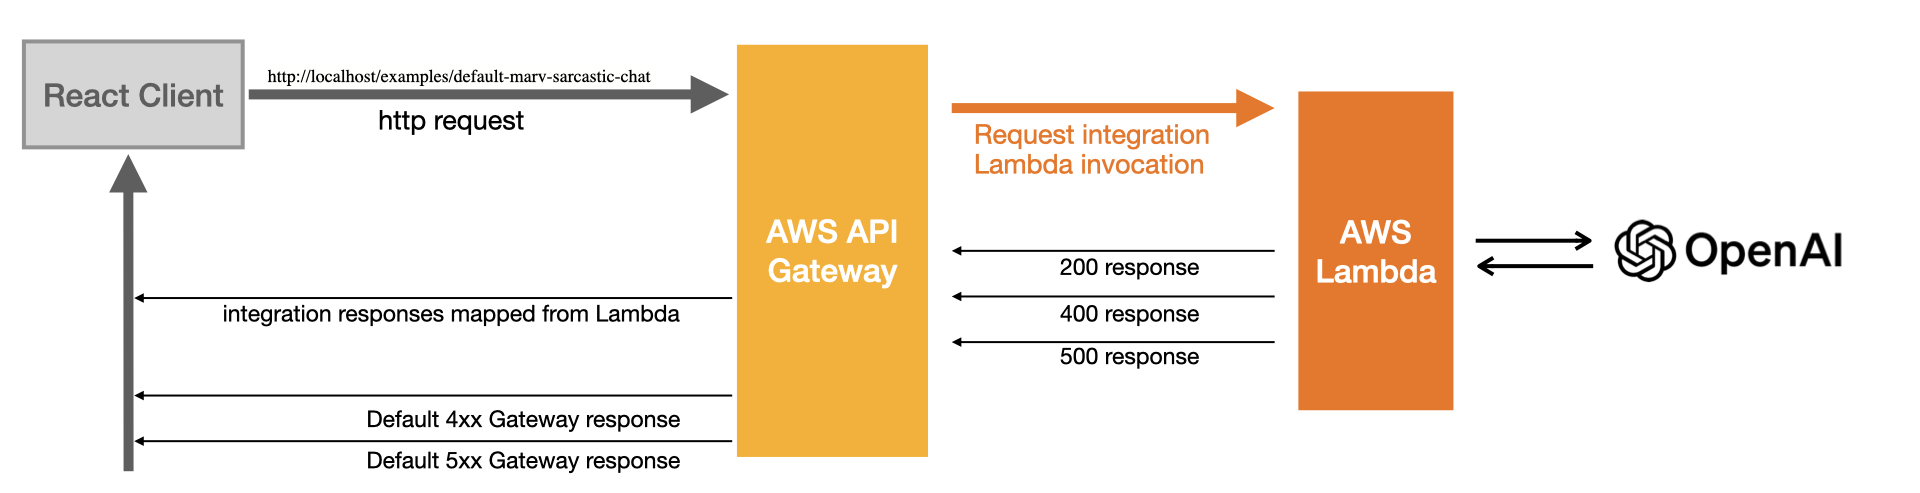 React Client
http://localhost/examples/default-marv-sarcastic-chat
http request
AWS API
Gateway
Request integration
Lambda invocation
AWS
Lambda
OpenAI
200 response
400 response
500 response
integration responses mapped from Lambda
Default 4xx Gateway response
Default 5xx Gateway response